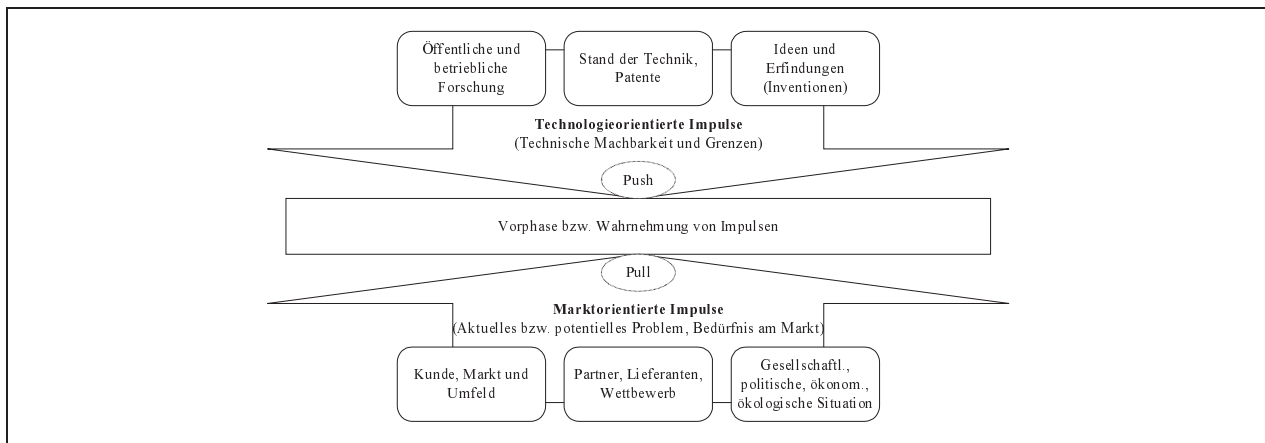 Öffentliche und
betriebliche
Forschung
Stand der Technik,
Patente
Ideen und
Erfindungen
(Inventionen)
Technologieorientierte Impulse
(Technische Machbarkeit und Grenzen)
Push
Vorphase bzw. Wahrnehmung von Impulsen
Pull
Marktorientierte Impulse
(Aktuelles bzw. potentielles Problem, Bedürfnis am Markt)
Kunde, Markt und
Umfeld
Partner, Lieferanten,
Wettbewerb
Gesellschaftl.,
politische, ökonom.,
ökologische Situation